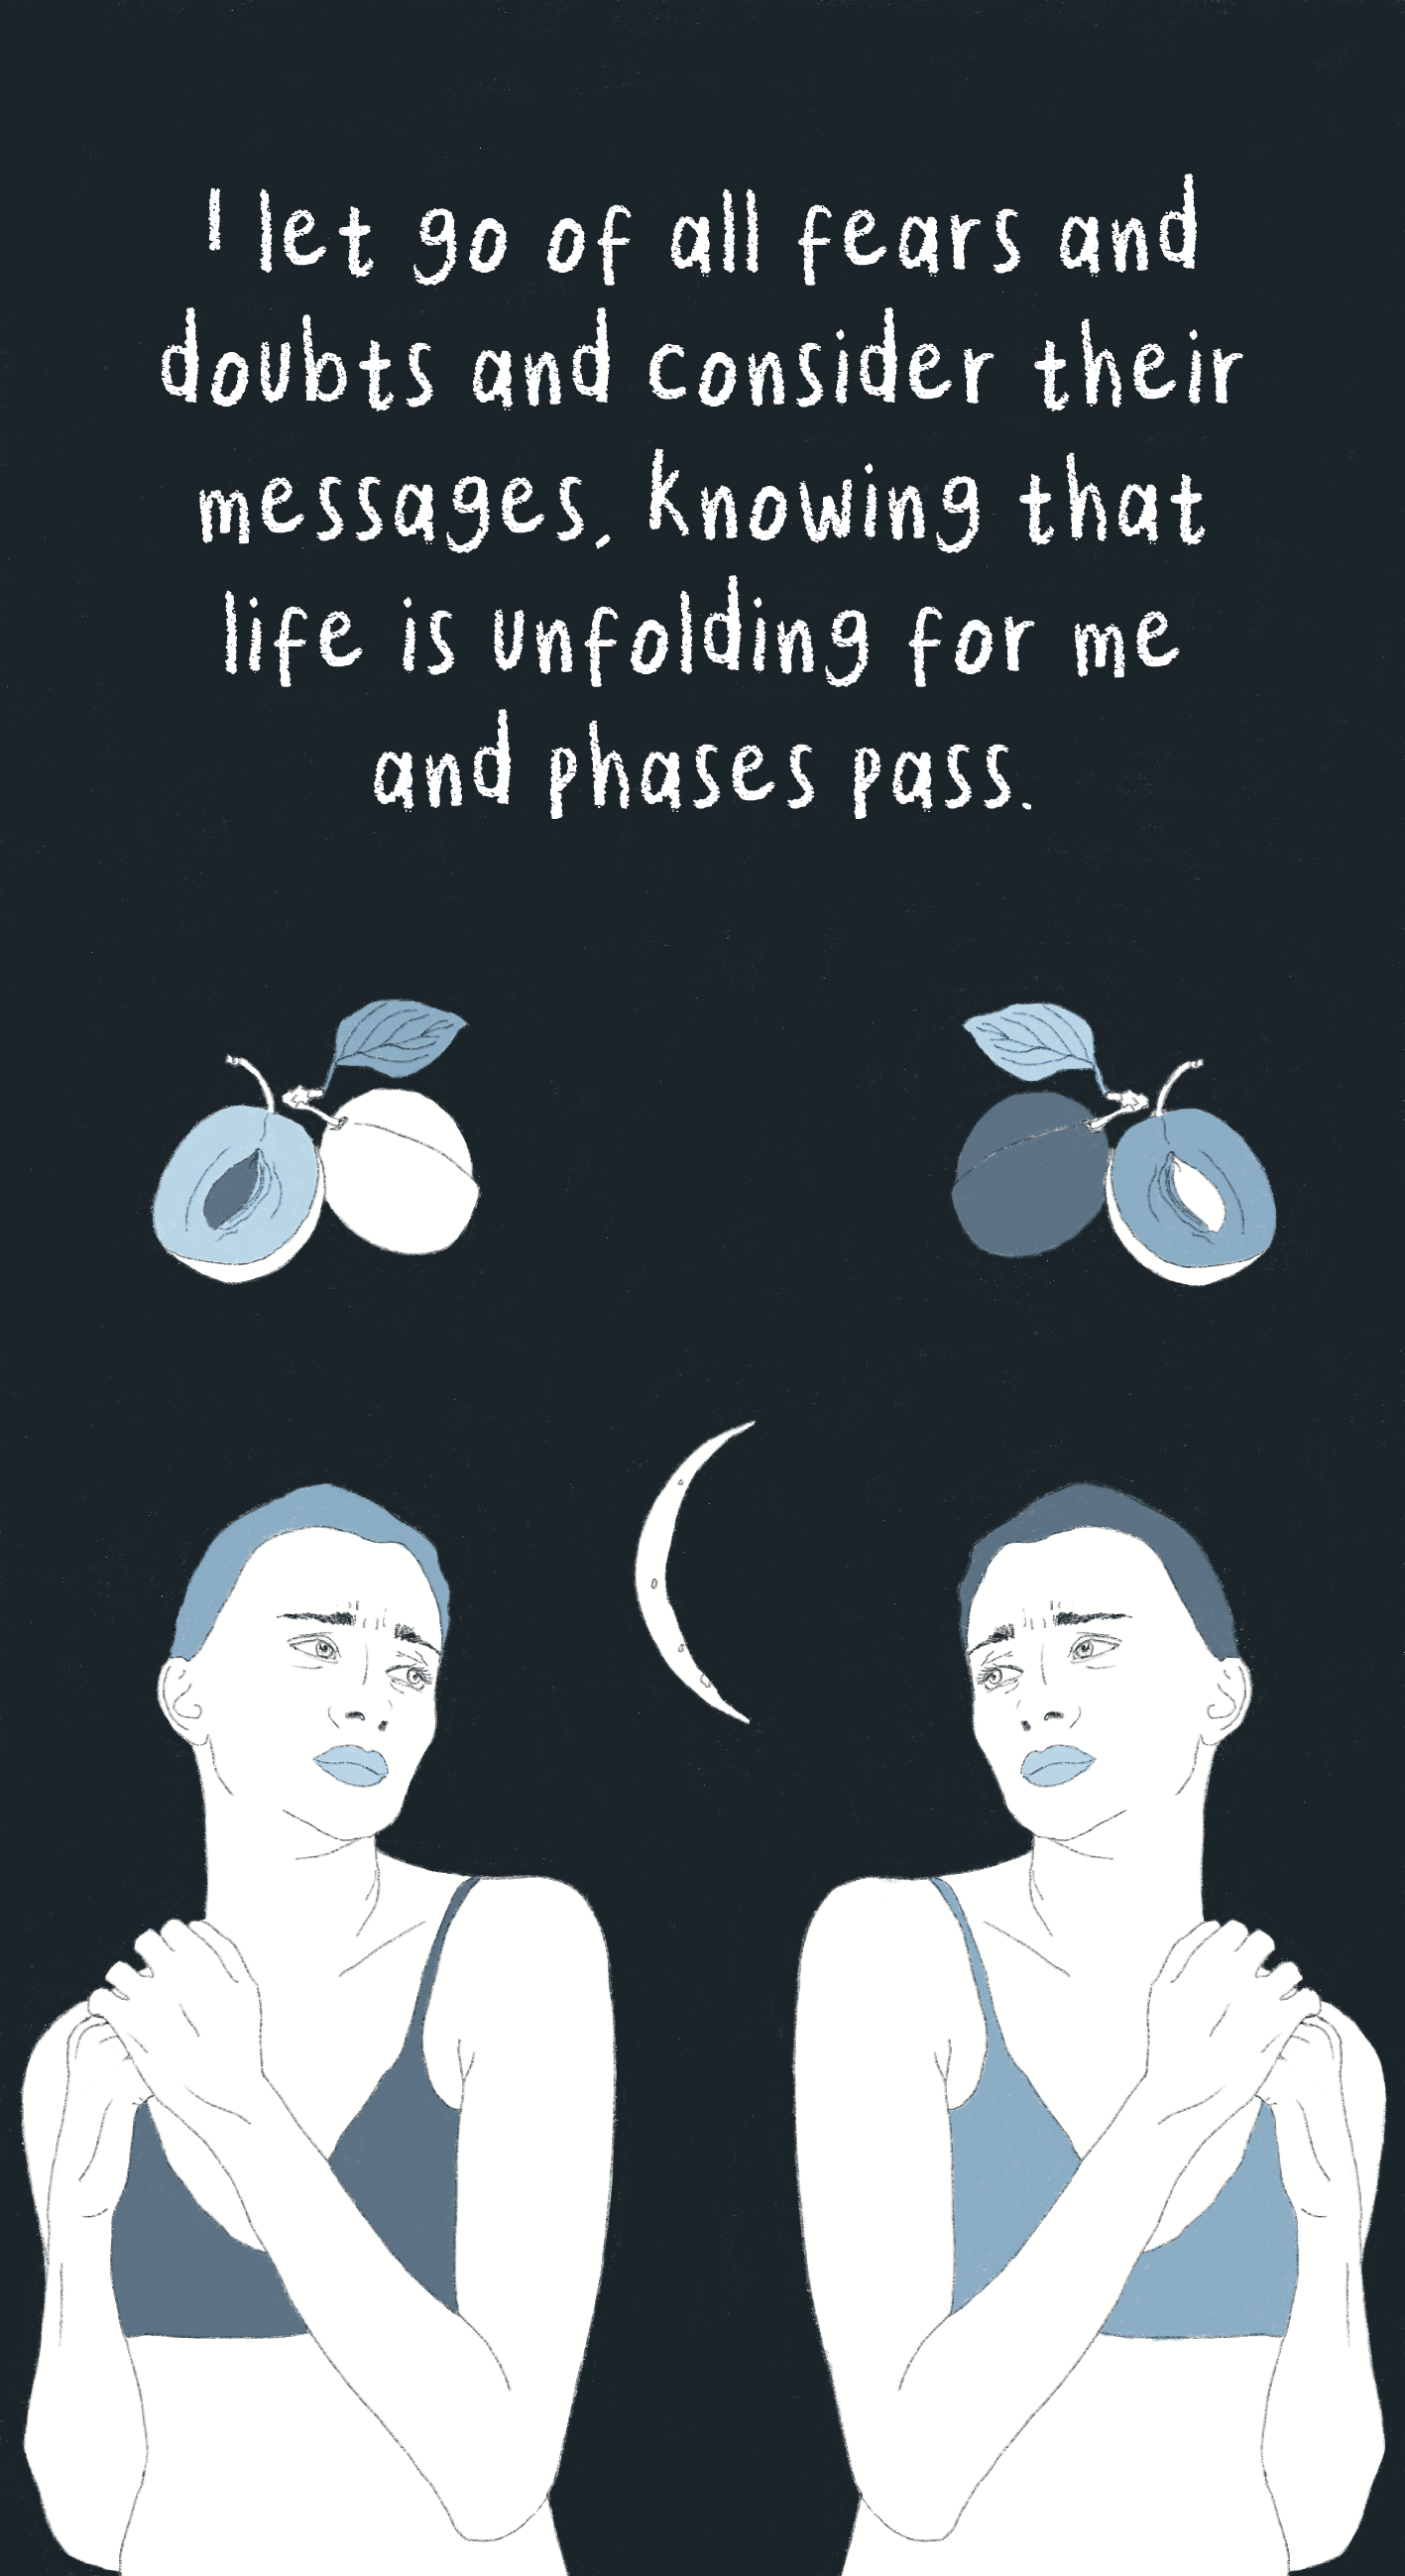 I let go of all fears and
doubts and consider their
messages, knowing that
life is unfolding for me
and phases pass.